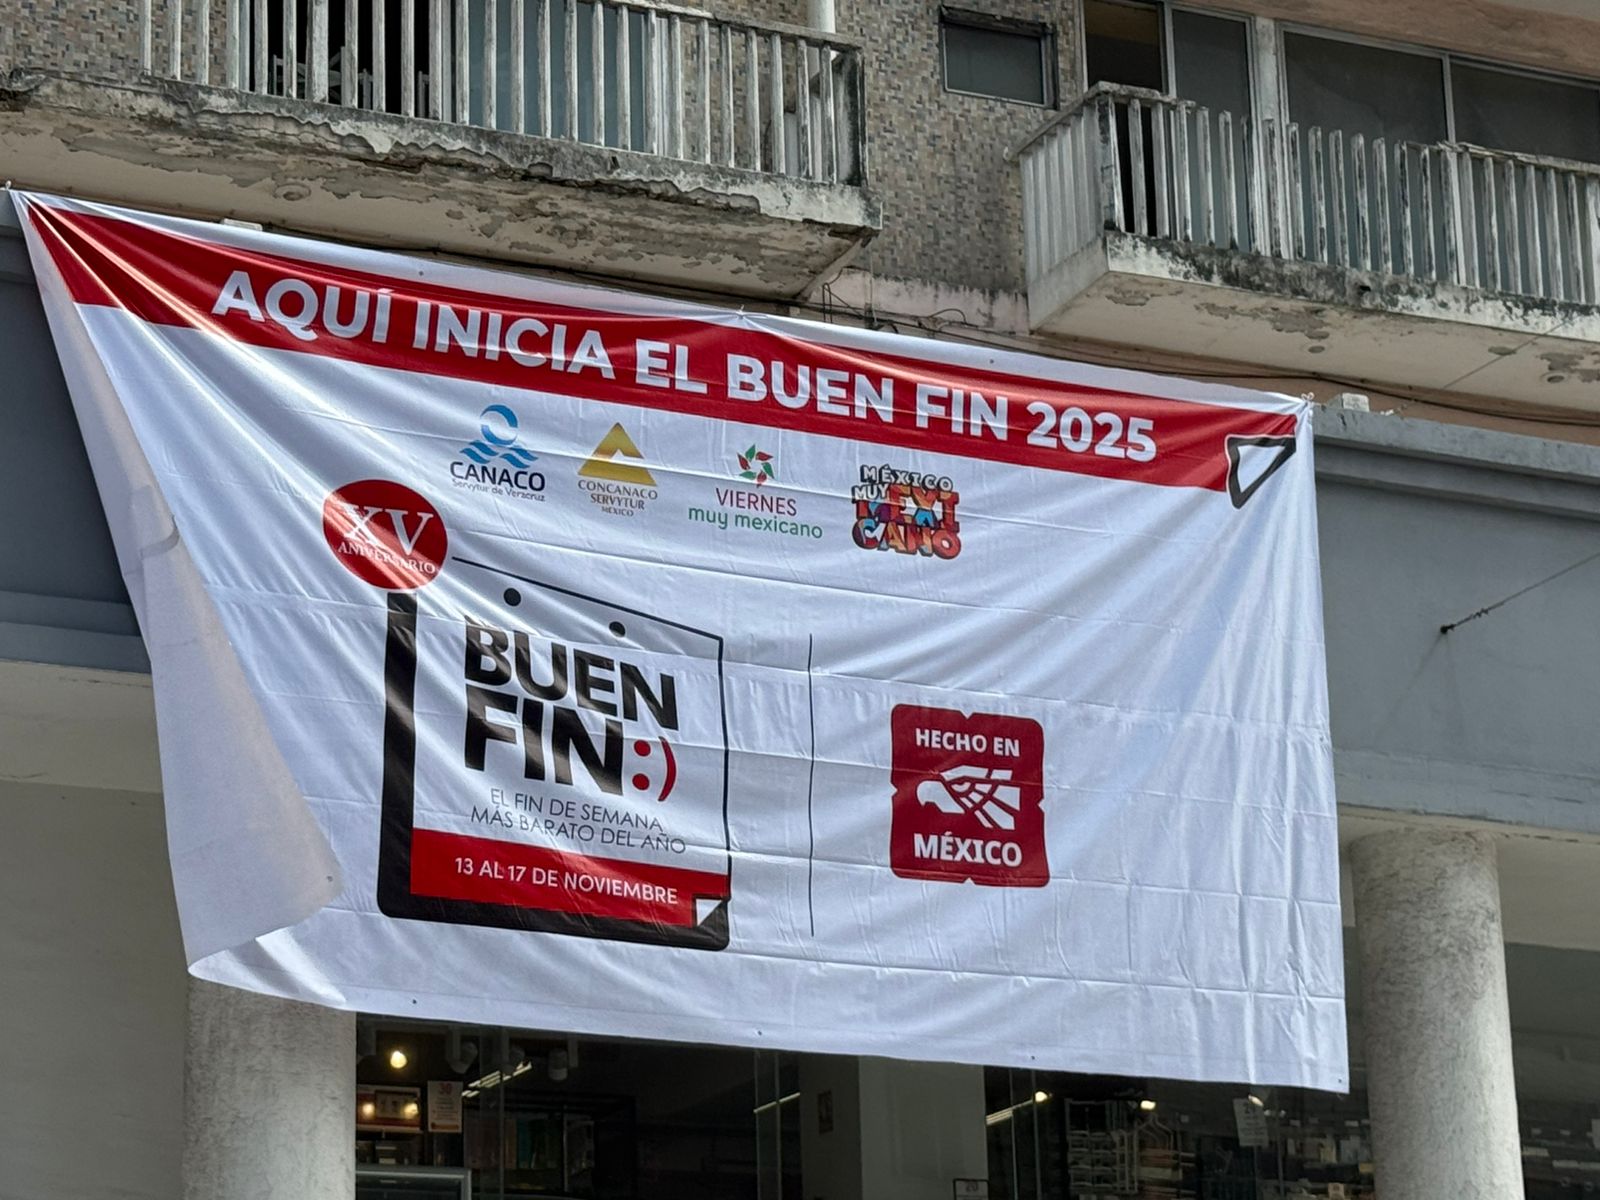 AQUÍ INICIA EL BUEN FIN 2025
CANACO
Servytur de Veracruz
CONCANACO
SERVYTUR
MÉXICO
VIERNES
muy mexicano
MÉXICO
MUY MEXI
CANO
XV
ANIVERSARIO
BUEN
FIN:)
EL FIN DE SEMANA
MÁS BARATO DEL AÑO
13 AL 17 DE NOVIEMBRE
HECHO EN
MÉXICO
30